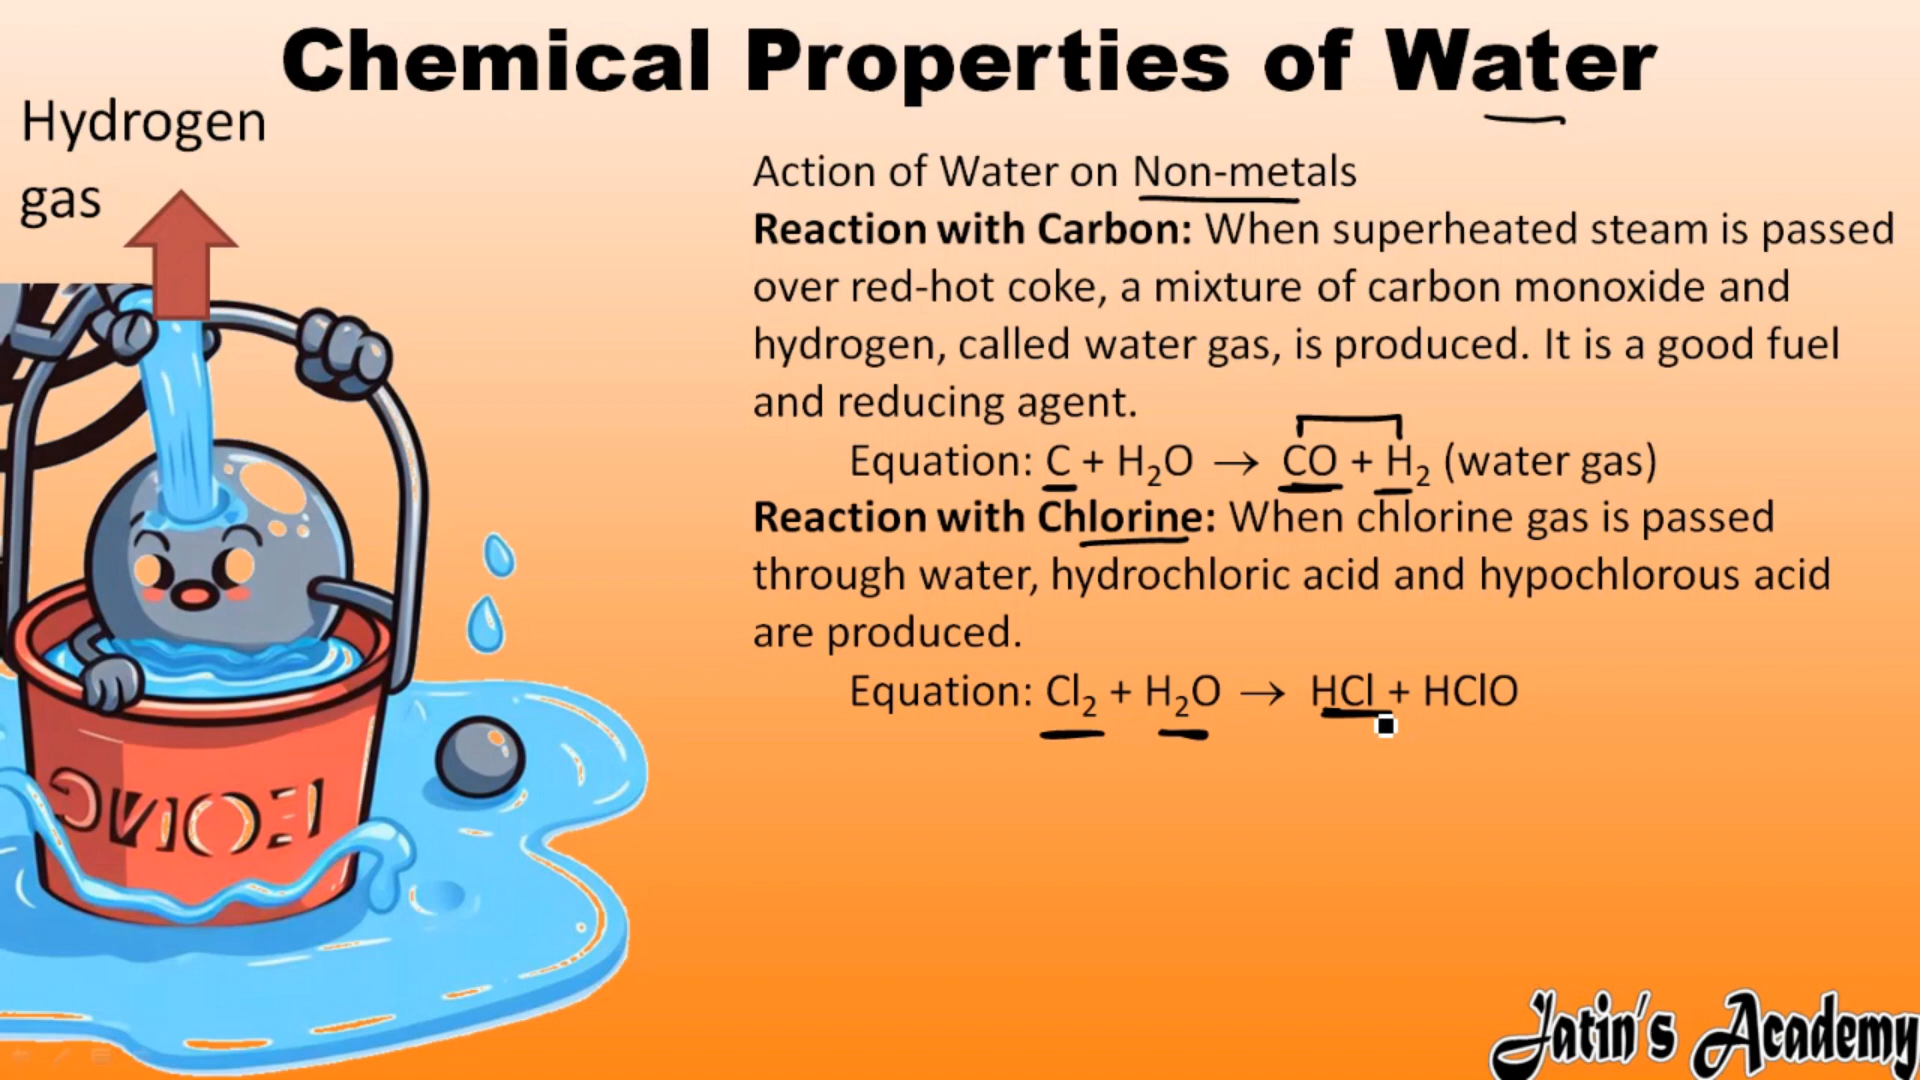 Chemical Properties of Water
Hydrogen
gas
Action of Water on Non-metals
Reaction with Carbon: When superheated steam is passed
over red-hot coke, a mixture of carbon monoxide and
hydrogen, called water gas, is produced. It is a good fuel
and reducing agent.
Equation: C + H₂O → CO + H₂ (water gas)
Reaction with Chlorine: When chlorine gas is passed
through water, hydrochloric acid and hypochlorous acid
are produced.
Equation: Cl₂ + H₂O → HCl + HClO
Jatin's Academy